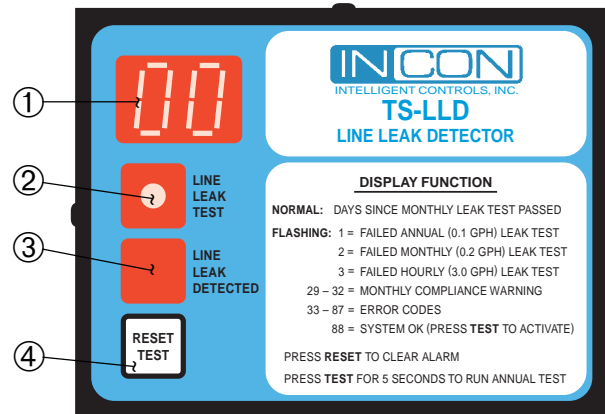 ①
00
②
LINE
LEAK
TEST
③
LINE
LEAK
DETECTED
④
RESET
TEST
INCON
INTELLIGENT CONTROLS, INC.
TS-LLD
LINE LEAK DETECTOR
DISPLAY FUNCTION
NORMAL: DAYS SINCE MONTHLY LEAK TEST PASSED
FLASHING: 1 = FAILED ANNUAL (0.1 GPH) LEAK TEST
2 = FAILED MONTHLY (0.2 GPH) LEAK TEST
3 = FAILED HOURLY (3.0 GPH) LEAK TEST
29 – 32 = MONTHLY COMPLIANCE WARNING
33 – 87 = ERROR CODES
88 = SYSTEM OK (PRESS TEST TO ACTIVATE)
PRESS RESET TO CLEAR ALARM
PRESS TEST FOR 5 SECONDS TO RUN ANNUAL TEST